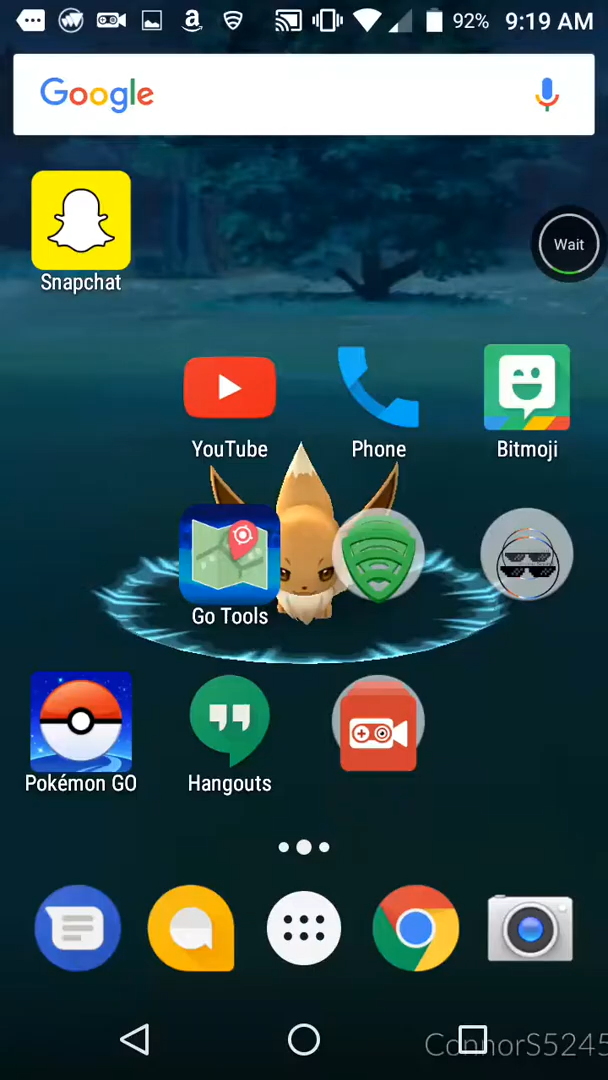 92% 9:19 AM
Google
Snapchat
Wait
YouTube Phone Bitmoji
Go Tools
Pokémon GO Hangouts
ConnorS5245